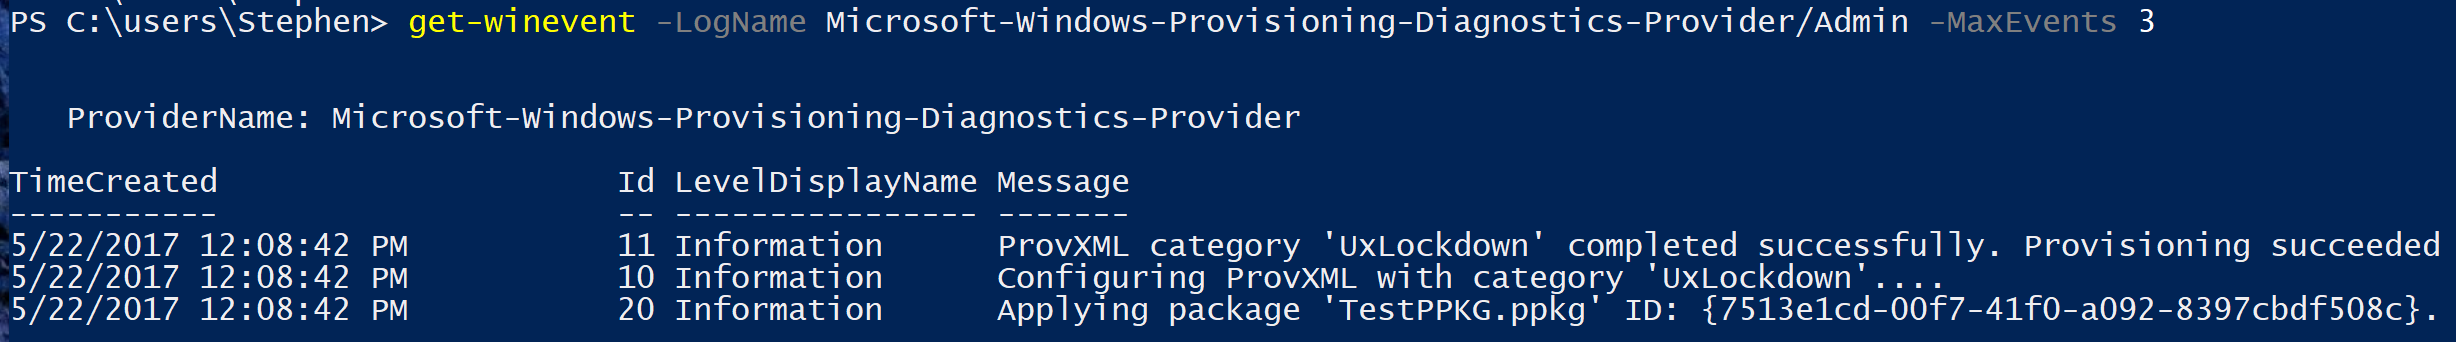 PS C:\users\Stephen> get-winevent -LogName Microsoft-Windows-Provisioning-Diagnostics-Provider/Admin -MaxEvents 3
ProviderName: Microsoft-Windows-Provisioning-Diagnostics-Provider
TimeCreated Id LevelDisplayName Message
----------- -- ---------------- -------
5/22/2017 12:08:42 PM 11 Information ProvXML category 'UxLockdown' completed successfully. Provisioning succeeded
5/22/2017 12:08:42 PM 10 Information Configuring ProvXML with category 'UxLockdown'....
5/22/2017 12:08:42 PM 20 Information Applying package 'TestPPKG.ppkg' ID: {7513e1cd-00f7-41f0-a092-8397cbdf508c}.